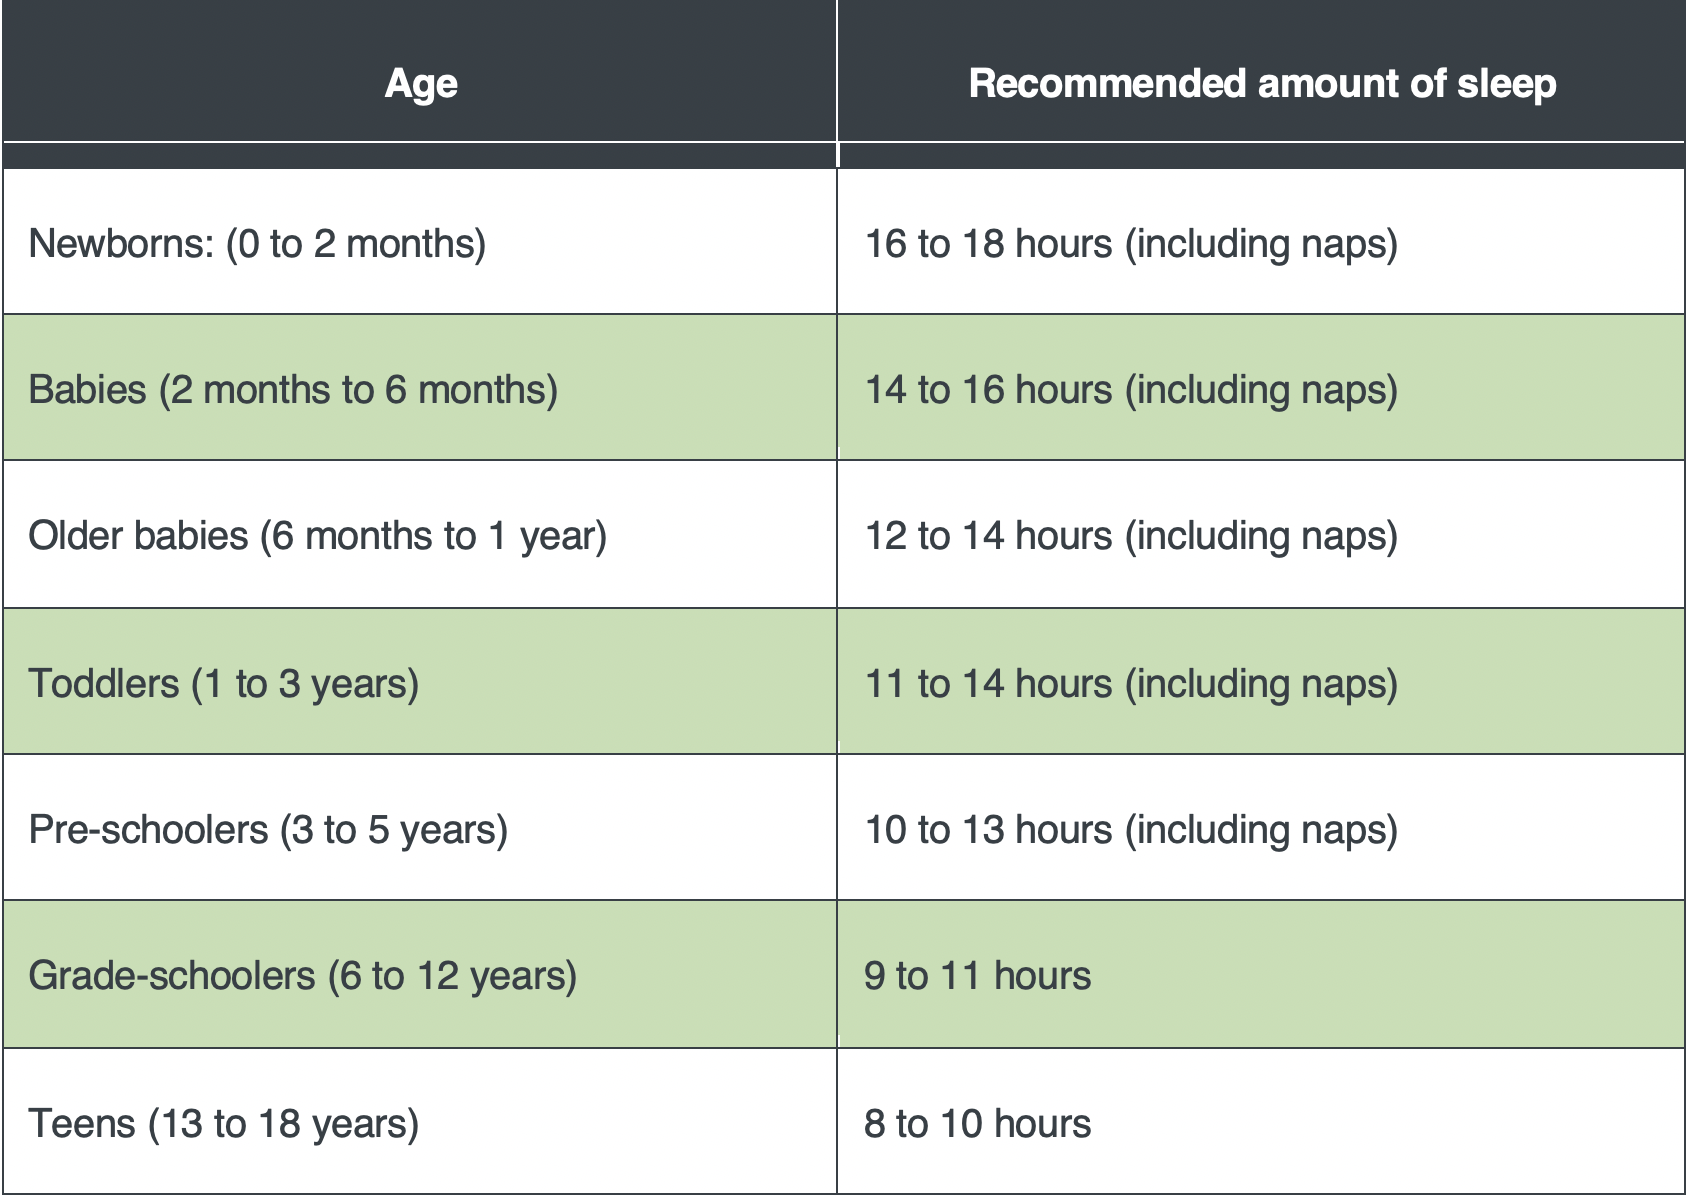 Age
Recommended amount of sleep
Newborns: (0 to 2 months)
16 to 18 hours (including naps)
Babies (2 months to 6 months)
14 to 16 hours (including naps)
Older babies (6 months to 1 year)
12 to 14 hours (including naps)
Toddlers (1 to 3 years)
11 to 14 hours (including naps)
Pre-schoolers (3 to 5 years)
10 to 13 hours (including naps)
Grade-schoolers (6 to 12 years)
9 to 11 hours
Teens (13 to 18 years)
8 to 10 hours